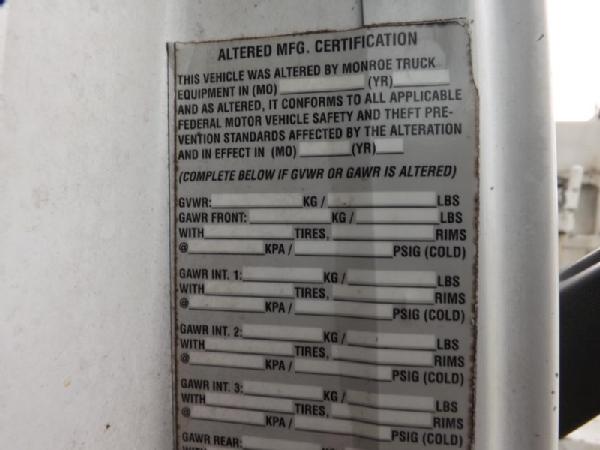 ALTERED MFG. CERTIFICATION
THIS VEHICLE WAS ALTERED BY MONROE TRUCK
EQUIPMENT IN (MO) (YR)
AND AS ALTERED, IT CONFORMS TO ALL APPLICABLE
FEDERAL MOTOR VEHICLE SAFETY AND THEFT PRE-
VENTION STANDARDS AFFECTED BY THE ALTERATION
AND IN EFFECT IN (MO) (YR)
(COMPLETE BELOW IF GVWR OR GAWR IS ALTERED)
GVWR: KG / LBS
GAWR FRONT: KG / LBS
WITH TIRES, RIMS
@ KPA / PSIG (COLD)
GAWR INT. 1: KG / LBS
WITH TIRES, RIMS
@ KPA / PSIG (COLD)
GAWR INT. 2: KG / LBS
WITH TIRES, RIMS
@ KPA / PSIG (COLD)
GAWR INT. 3: KG / LBS
WITH TIRES, RIMS
@ KPA / PSIG (COLD)
GAWR REAR: